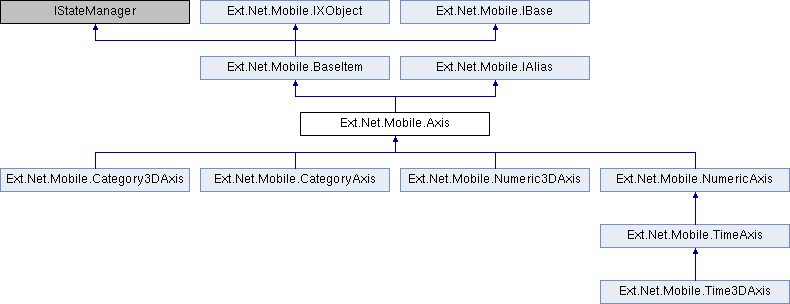 IStateManager
Ext.Net.Mobile.IXObject
Ext.Net.Mobile.IBase
Ext.Net.Mobile.BaseItem
Ext.Net.Mobile.IAlias
Ext.Net.Mobile.Axis
Ext.Net.Mobile.Category3DAxis
Ext.Net.Mobile.CategoryAxis
Ext.Net.Mobile.Numeric3DAxis
Ext.Net.Mobile.NumericAxis
Ext.Net.Mobile.TimeAxis
Ext.Net.Mobile.Time3DAxis